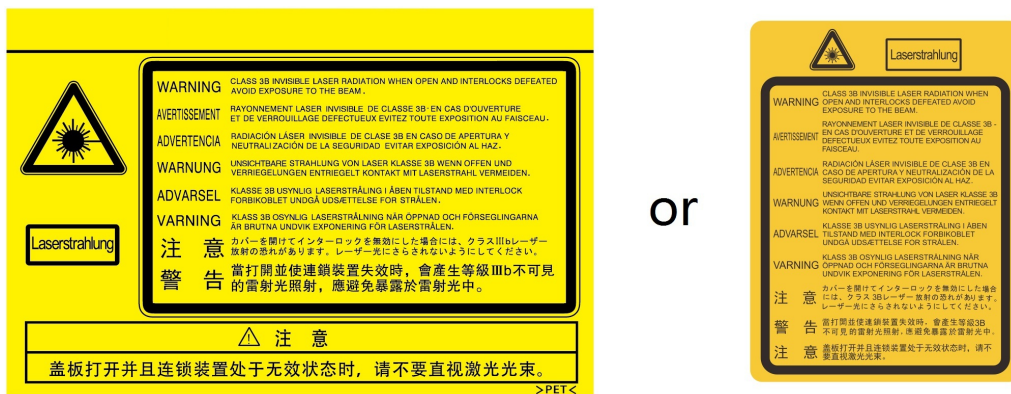 WARNING CLASS 3B INVISIBLE LASER RADIATION WHEN OPEN AND INTERLOCKS DEFEATED
AVOID EXPOSURE TO THE BEAM.
AVERTISSEMENT RAYONNEMENT LASER INVISIBLE DE CLASSE 3B-EN CAS D'OUVERTURE
ET DE VERROUILLAGE DEFECTUEUX EVITEZ TOUTE EXPOSITION AU FAISCEAU.
ADVERTENCIA RADIACIÓN LÁSER INVISIBLE DE CLASE 3B EN CASO DE APERTURA Y
NEUTRALIZACIÓN DE LA SEGURIDAD EVITAR EXPOSICIÓN AL HAZ.
WARNUNG UNSICHTBARE STRAHLUNG VON LASER KLASSE 3B WENN OFFEN UND
VERRIEGELUNGEN ENTRIEGELT KONTAKT MIT LASERSTRAHL VERMEIDEN.
ADVARSEL KLASSE 3B USYNLIG LASERSTRÅLING I ÅBEN TILSTAND MED INTERLOCK
FORBIKOBLET UNDGÅ UDSÆTTELSE FOR STRÅLEN.
VARNING KLASS 3B OSYNLIG LASERSTRÅLNING NÄR ÖPPNAD OCH FÖRSEGLINGARNA
ÄR BRUTNA UNDVIK EXPONERING FÖR LASERSTRÅLEN.
注 意 カバーを開けてインターロックを無効にした場合には、クラスIIIbレーザー
放射の恐れがあります。レーザー光にさらされないようにしてください。
警 告 當打開並使連鎖裝置失效時，會產生等級IIIb不可見
的雷射光照射，應避免暴露於雷射光中。
Laserstrahlung
⚠ 注 意
盖板打开并且连锁装置处于无效状态时，请不要直视激光光束。
>PET<
or
Laserstrahlung
WARNING CLASS 3B INVISIBLE LASER RADIATION WHEN
OPEN AND INTERLOCKS DEFEATED AVOID
EXPOSURE TO THE BEAM.
AVERTISSEMENT RAYONNEMENT LASER INVISIBLE DE CLASSE 3B -
EN CAS D'OUVERTURE ET DE VERROUILLAGE
DEFECTUEUX EVITEZ TOUTE EXPOSITION AU
FAISCEAU.
ADVERTENCIA RADIACIÓN LÁSER INVISIBLE DE CLASE 3B EN
CASO DE APERTURA Y NEUTRALIZACIÓN DE LA
SEGURIDAD EVITAR EXPOSICIÓN AL HAZ.
WARNUNG UNSICHTBARE STRAHLUNG VON LASER KLASSE 3B
WENN OFFEN UND VERRIEGELUNGEN ENTRIEGELT
KONTAKT MIT LASERSTRAHL VERMEIDEN.
ADVARSEL KLASSE 3B USYNLIG LASERSTRÅLING I ÅBEN
TILSTAND MED INTERLOCK FORBIKOBLET
UNDGÅ UDSÆTTELSE FOR STRÅLEN.
VARNING KLASS 3B OSYNLIG LASERSTRÅLNING NÄR
ÖPPNAD OCH FÖRSEGLINGARNA ÄR BRUTNA
UNDVIK EXPONERING FÖR LASERSTRÅLEN.
注 意 カバーを開けてインターロックを無効にした場合
には、クラス 3Bレーザー放射の恐れがあります。
レーザー光にさらされないようにしてください。
警 告 當打開並使連鎖裝置失效時，會產生等級3B
不可見的雷射光照射，應避免暴露於雷射光中。
注 意 盖板打开并且连锁装置处于无效状态时，请不
要直视激光光束。